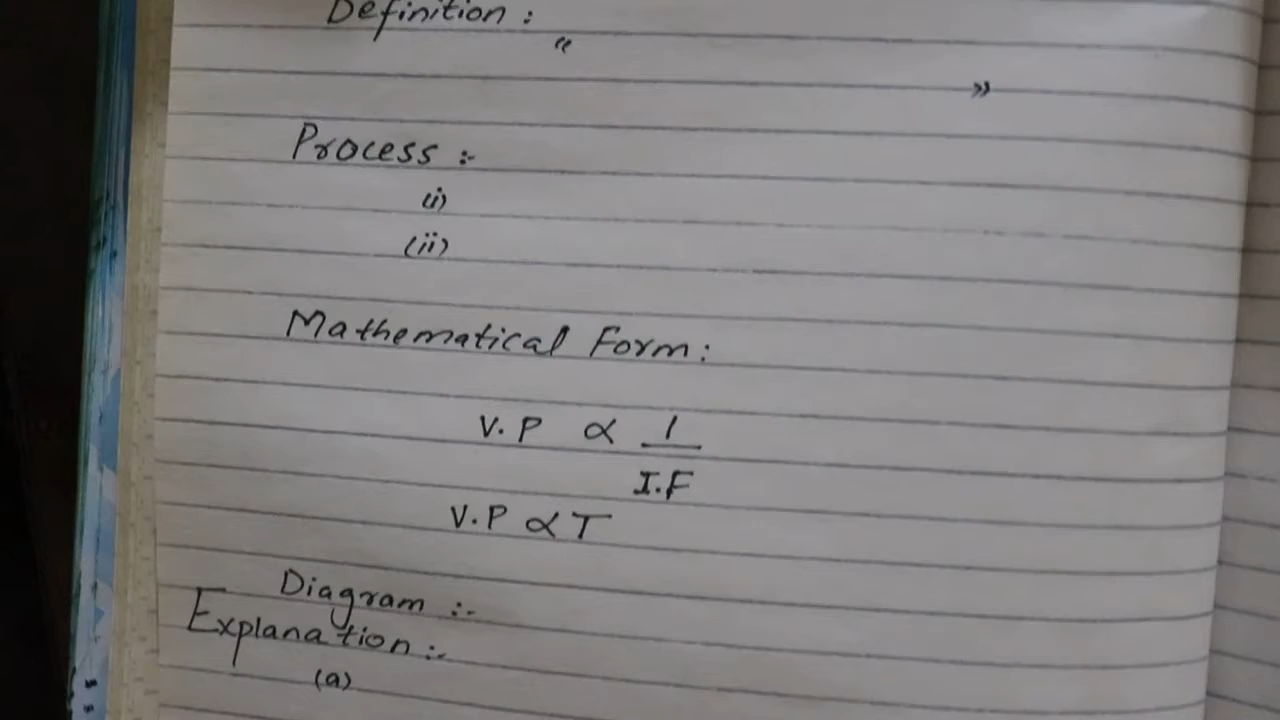 Definition :
“
”
Process :-
(i)
(ii)
Mathematical Form :
V.P ∝ 1
I.F
V.P ∝ T
Diagram :-
Explanation :-
(a)